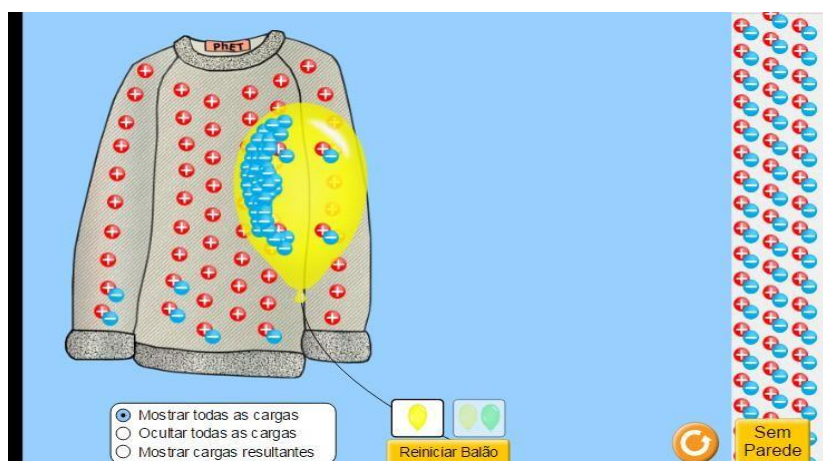 PhET
Mostrar todas as cargas
Ocultar todas as cargas
Mostrar cargas resultantes
Reiniciar Balão
Sem
Parede